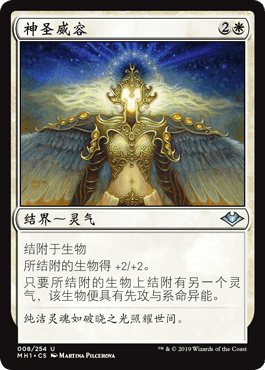 神圣威容 2
结界～灵气
结附于生物
所结附的生物得 +2/+2。
只要所结附的生物上结附有另一个灵
气，该生物便具有先攻与系命异能。
纯洁灵魂如破晓之光照耀世间。
008/254 U
MH1 • CS MARTINA PILCEROVA
™ & © 2019 Wizards of the Coast